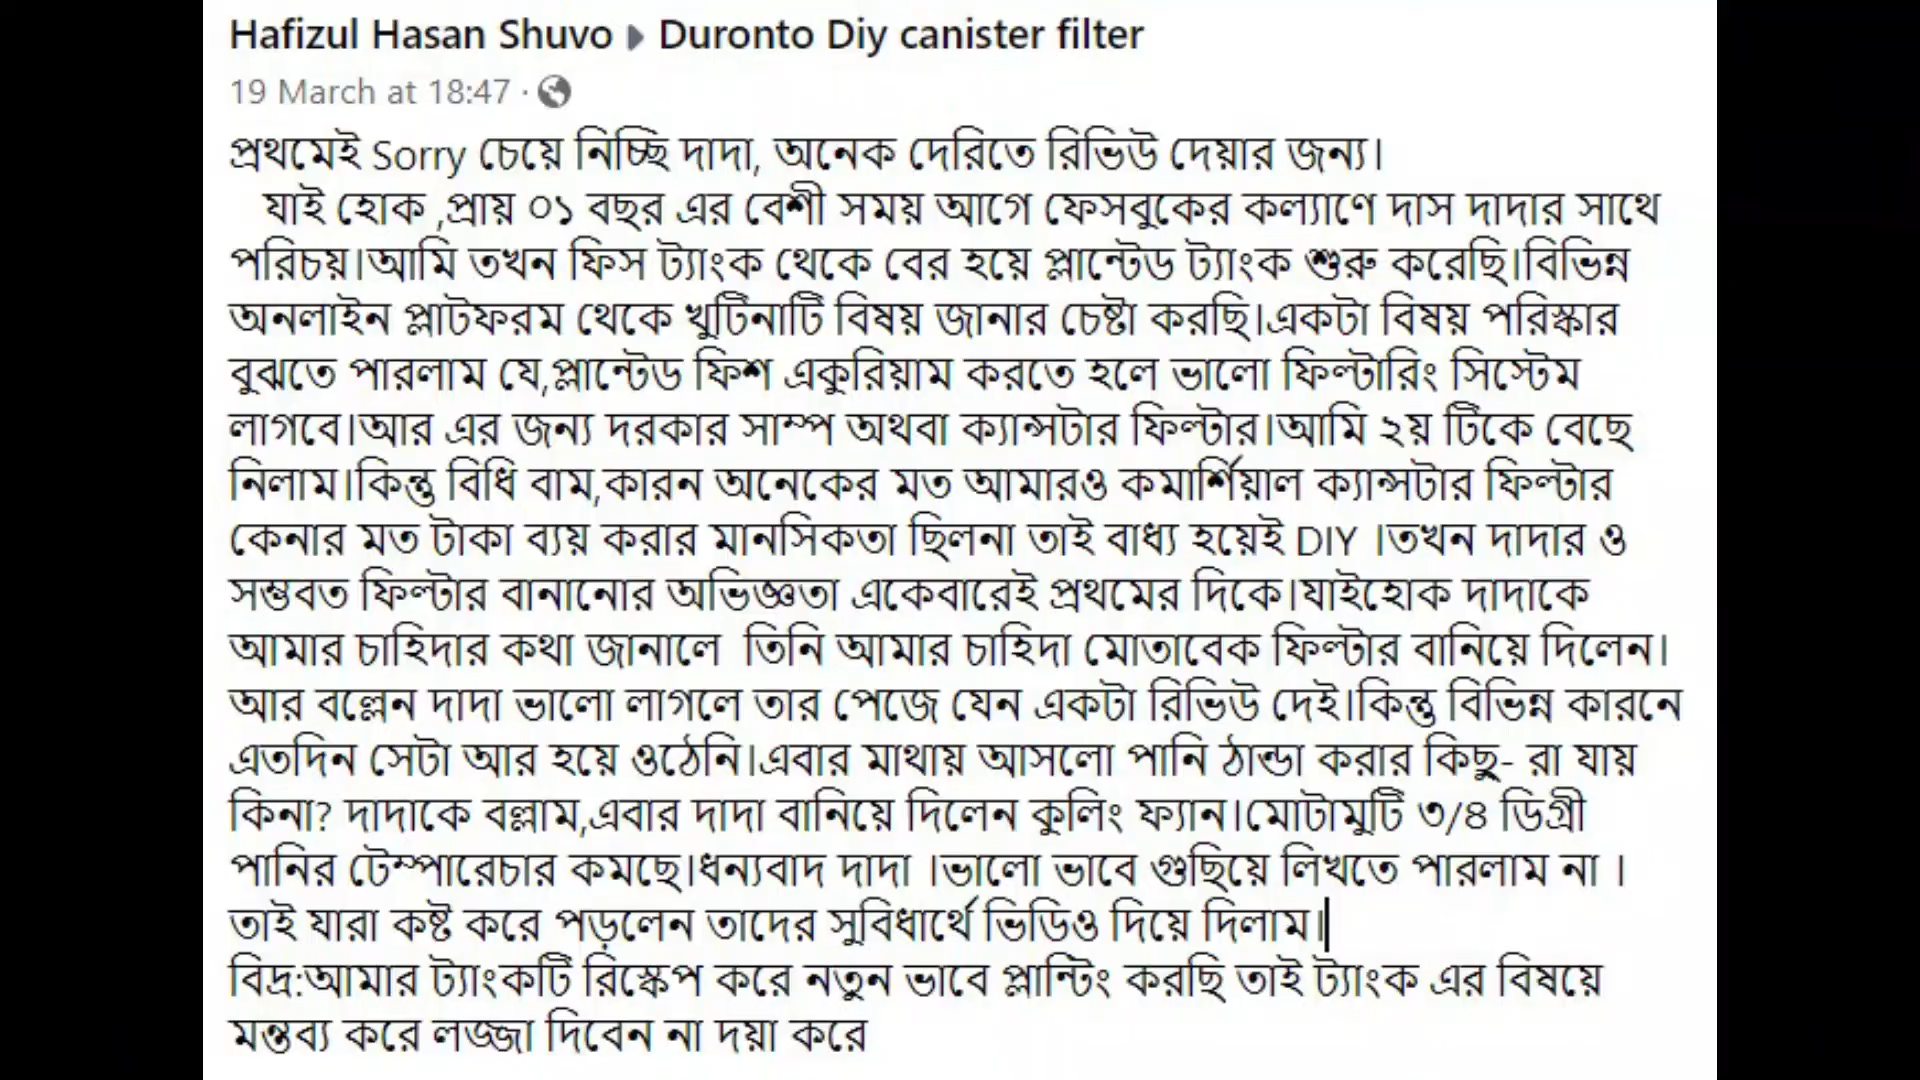 Hafizul Hasan Shuvo ▸ Duronto Diy canister filter
19 March at 18:47 ·
প্রথমেই Sorry চেয়ে নিচ্ছি দাদা, অনেক দেরিতে রিভিউ দেয়ার জন্য।
যাই হোক ,প্রায় ০১ বছর এর বেশী সময় আগে ফেসবুকের কল্যাণে দাস দাদার সাথে
পরিচয়।আমি তখন ফিস ট্যাংক থেকে বের হয়ে প্লান্টেড ট্যাংক শুরু করেছি।বিভিন্ন
অনলাইন প্লাটফরম থেকে খুটিনাটি বিষয় জানার চেষ্টা করছি।একটা বিষয় পরিস্কার
বুঝতে পারলাম যে,প্লান্টেড ফিশ একুরিয়াম করতে হলে ভালো ফিল্টারিং সিস্টেম
লাগবে।আর এর জন্য দরকার সাম্প অথবা ক্যান্সটার ফিল্টার।আমি ২য় টিকে বেছে
নিলাম।কিন্তু বিধি বাম,কারন অনেকের মত আমারও কমার্শিয়াল ক্যান্সটার ফিল্টার
কেনার মত টাকা ব্যয় করার মানসিকতা ছিলনা তাই বাধ্য হয়েই DIY ।তখন দাদার ও
সম্ভবত ফিল্টার বানানোর অভিজ্ঞতা একেবারেই প্রথমের দিকে।যাইহোক দাদাকে
আমার চাহিদার কথা জানালে তিনি আমার চাহিদা মোতাবেক ফিল্টার বানিয়ে দিলেন।
আর বল্লেন দাদা ভালো লাগলে তার পেজে যেন একটা রিভিউ দেই।কিন্তু বিভিন্ন কারনে
এতদিন সেটা আর হয়ে ওঠেনি।এবার মাথায় আসলো পানি ঠান্ডা করার কিছু- রা যায়
কিনা? দাদাকে বল্লাম,এবার দাদা বানিয়ে দিলেন কুলিং ফ্যান।মোটামুটি ৩/৪ ডিগ্রী
পানির টেম্পারেচার কমছে।ধন্যবাদ দাদা ।ভালো ভাবে গুছিয়ে লিখতে পারলাম না ।
তাই যারা কষ্ট করে পড়লেন তাদের সুবিধার্থে ভিডিও দিয়ে দিলাম।
বিদ্র:আমার ট্যাংকটি রিস্কেপ করে নতুন ভাবে প্লান্টিং করছি তাই ট্যাংক এর বিষয়ে
মন্তব্য করে লজ্জা দিবেন না দয়া করে